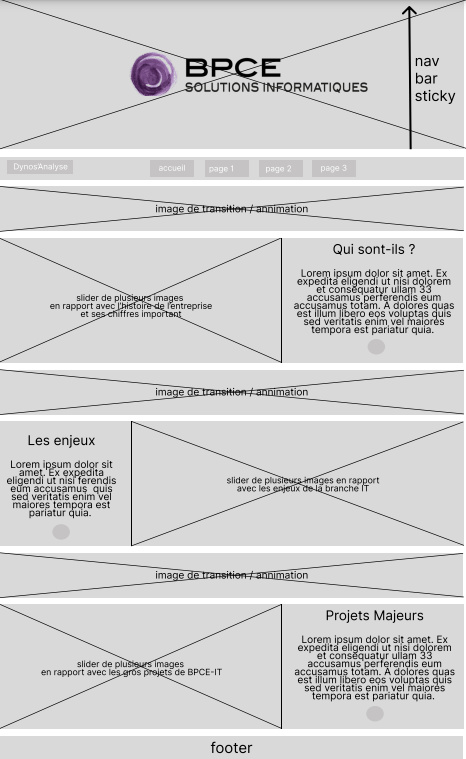 BPCE
SOLUTIONS INFORMATIQUES
nav
bar
sticky
DynosAnalyse
accueil
page 1
page 2
page 3
image de transition / annimation
slider de plusieurs images
en rapport avec l'histoire de l'entreprise
et ses chiffres important
Qui sont-ils ?
Lorem ipsum dolor sit amet. Ex
expedita eligendi ut nisi dolorem
et consequatur ullam 33
accusamus perferendis eum
accusamus totam. A dolores quas
est illum libero eos voluptas quis
sed veritatis enim vel maiores
tempora est pariatur quia.
image de transition / annimation
Les enjeux
Lorem ipsum dolor sit
amet. Ex expedita
eligendi ut nisi ferendis
eum accusamus quis
sed veritatis enim vel
maiores tempora est
pariatur quia.
slider de plusieurs images en rapport
avec les enjeux de la branche IT
image de transition / annimation
slider de plusieurs images
en rapport avec les gros projets de BPCE-IT
Projets Majeurs
Lorem ipsum dolor sit amet. Ex
expedita eligendi ut nisi dolorem
et consequatur ullam 33
accusamus perferendis eum
accusamus totam. A dolores quas
est illum libero eos voluptas quis
sed veritatis enim vel maiores
tempora est pariatur quia.
footer